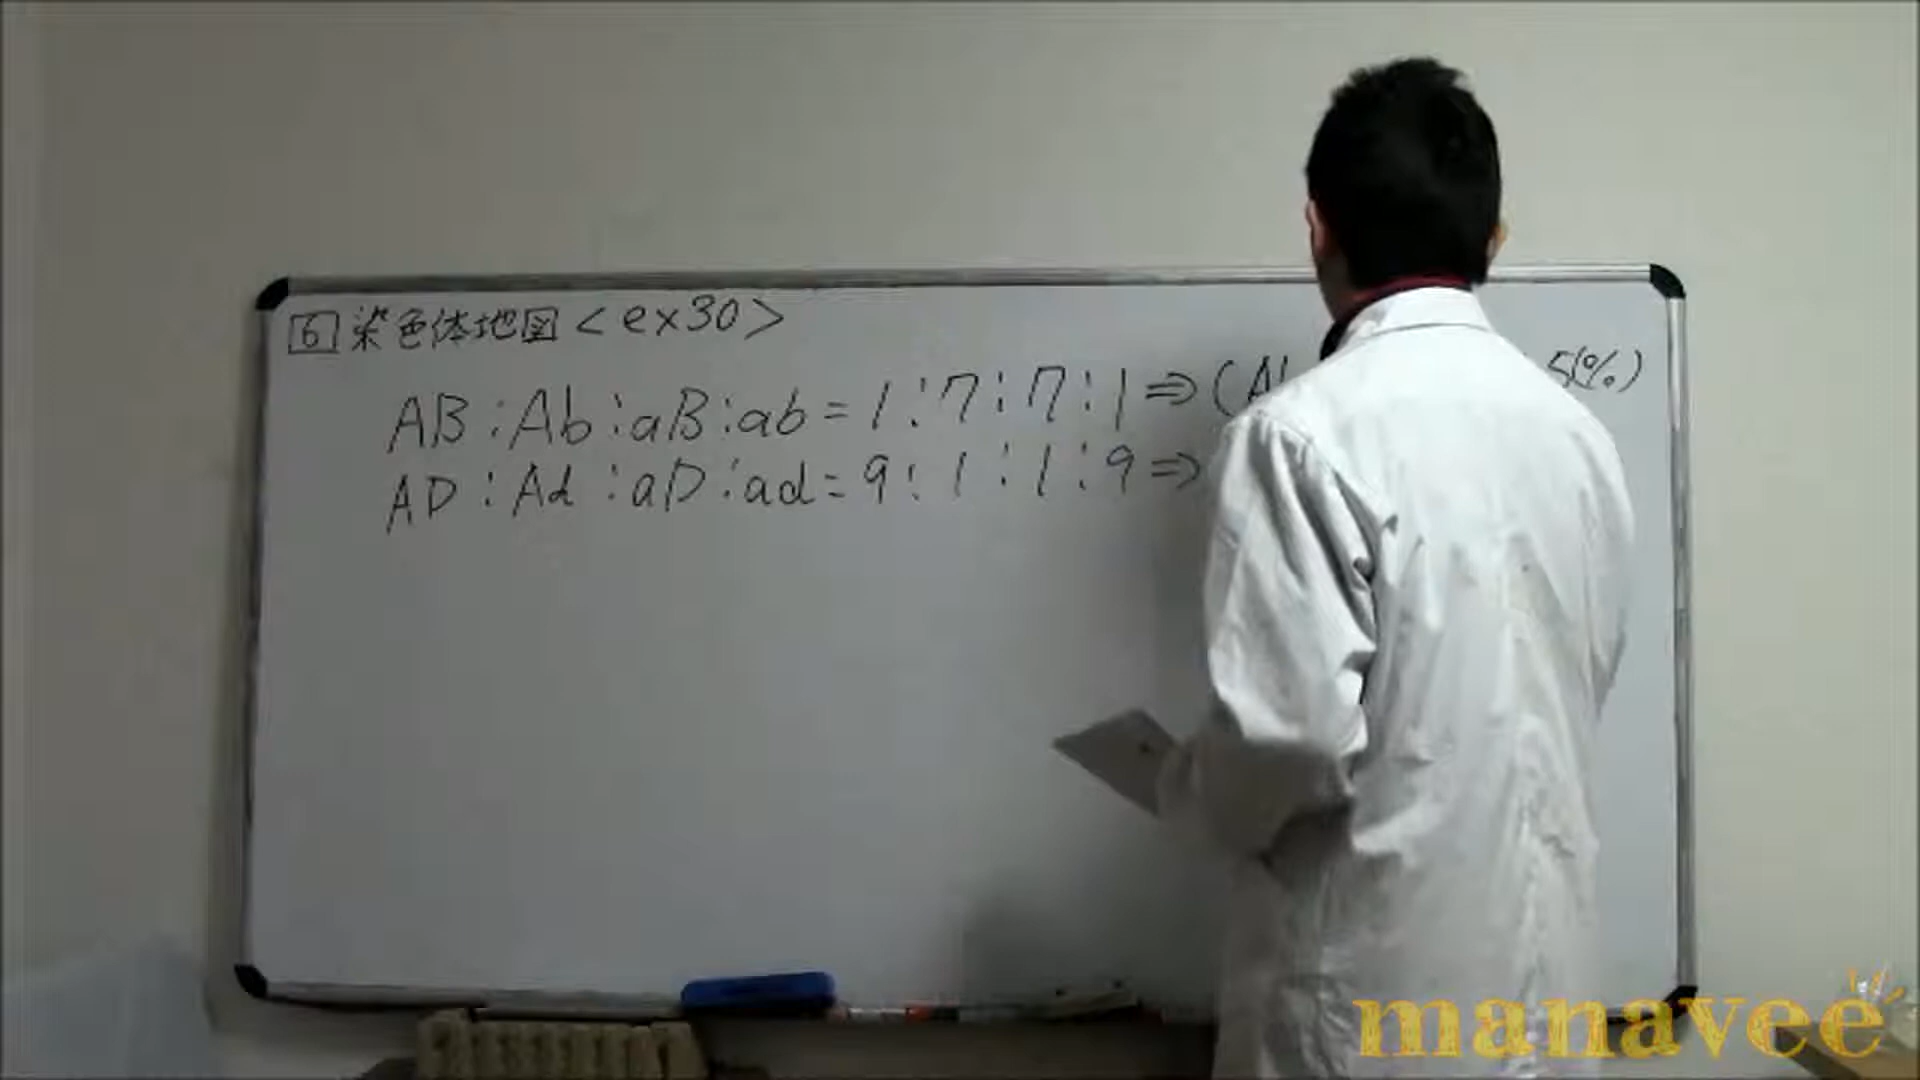 6 染色体地図 <ex30>
AB:Ab:aB:ab=1:7:7:1⇒(A 5(%)
AD:Ad:aD:ad=9:1:1:9⇒
manavee